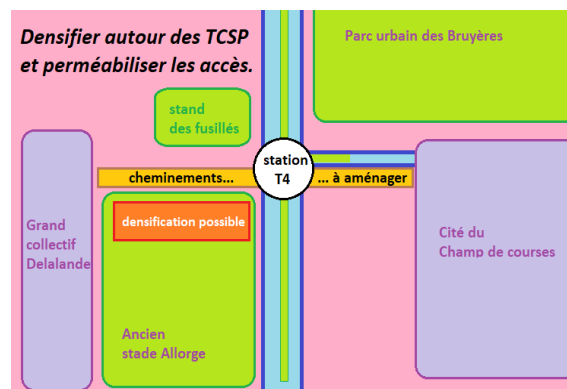 Densifier autour des TCSP
et perméabiliser les accès.
Parc urbain des Bruyères
stand
des fusillés
station
T4
cheminements...
... à aménager
densification possible
Grand
collectif
Delalande
Cité du
Champ de courses
Ancien
stade Allorge